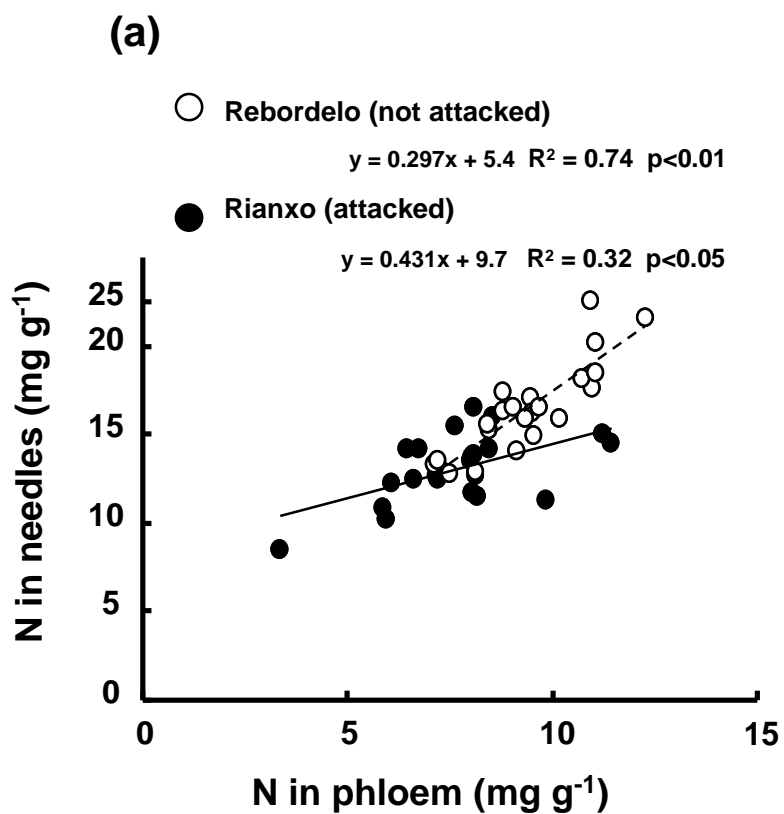 (a)
Rebordelo (not attacked)
y = 0.297x + 5.4 R² = 0.74 p<0.01
Rianxo (attacked)
y = 0.431x + 9.7 R² = 0.32 p<0.05
25
20
15
10
5
0
N in needles (mg g⁻¹)
0 5 10 15
N in phloem (mg g⁻¹)